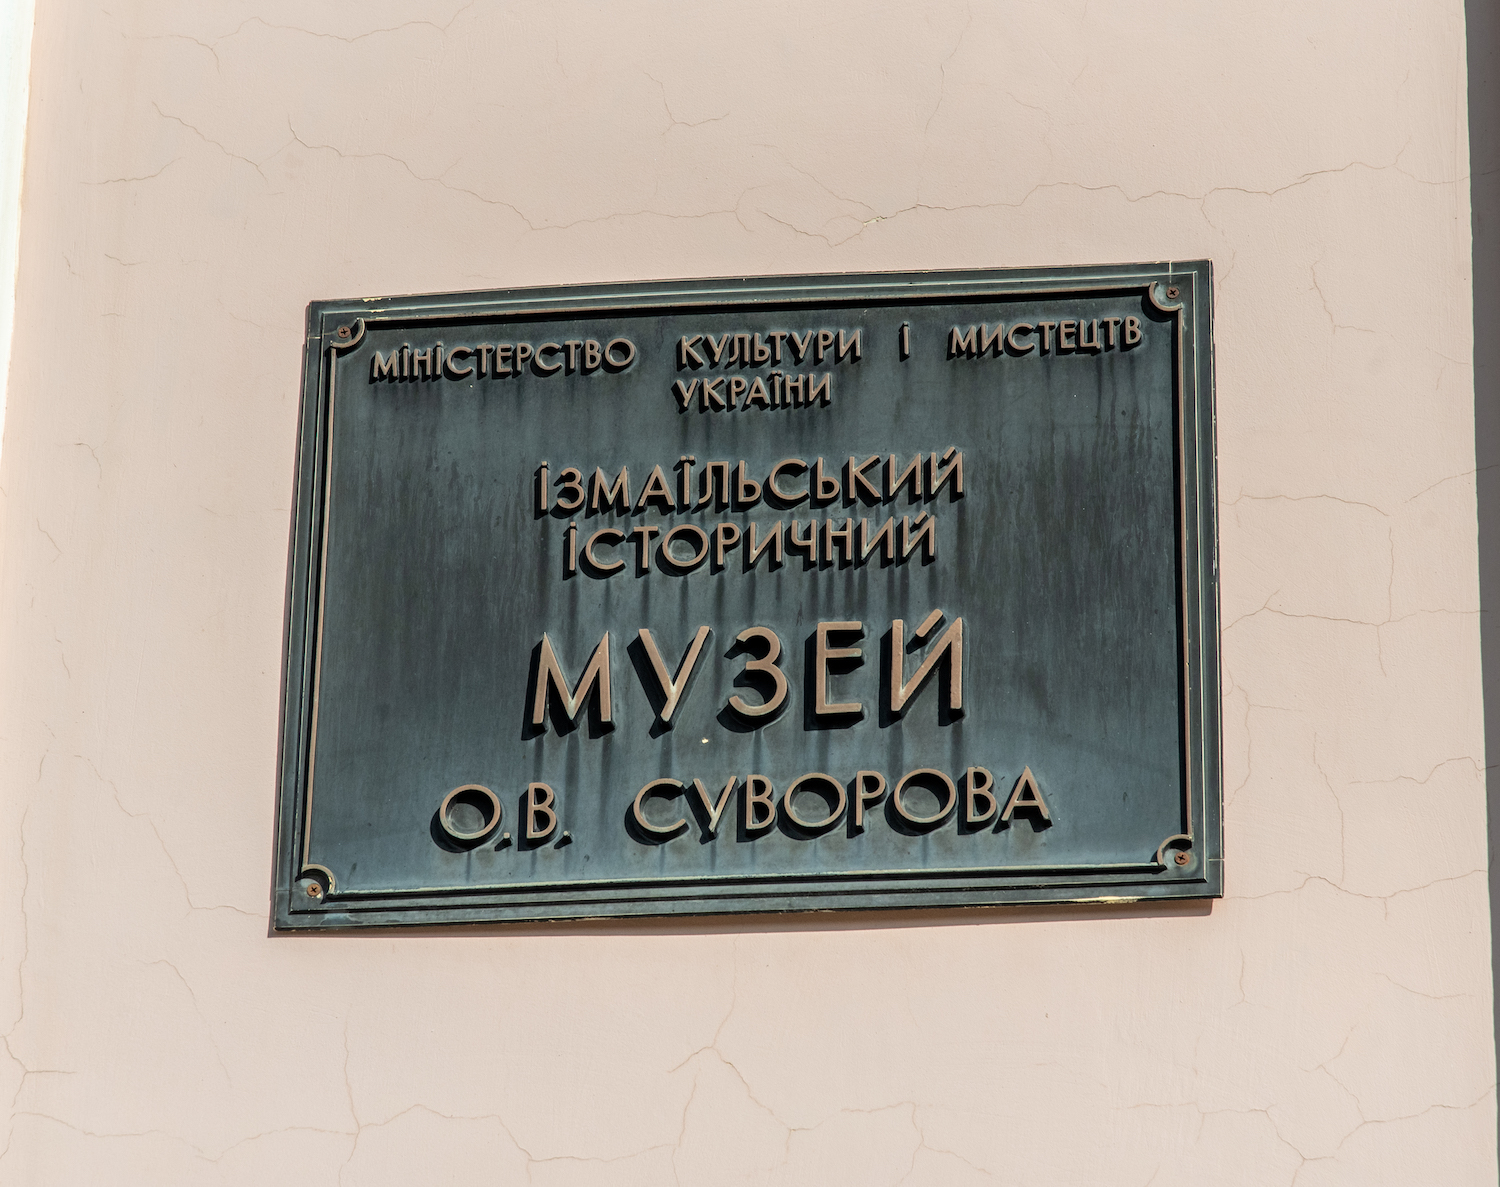 МІНІСТЕРСТВО КУЛЬТУРИ І МИСТЕЦТВ
УКРАЇНИ
ІЗМАЇЛЬСЬКИЙ
ІСТОРИЧНИЙ
МУЗЕЙ
О.В. СУВОРОВА